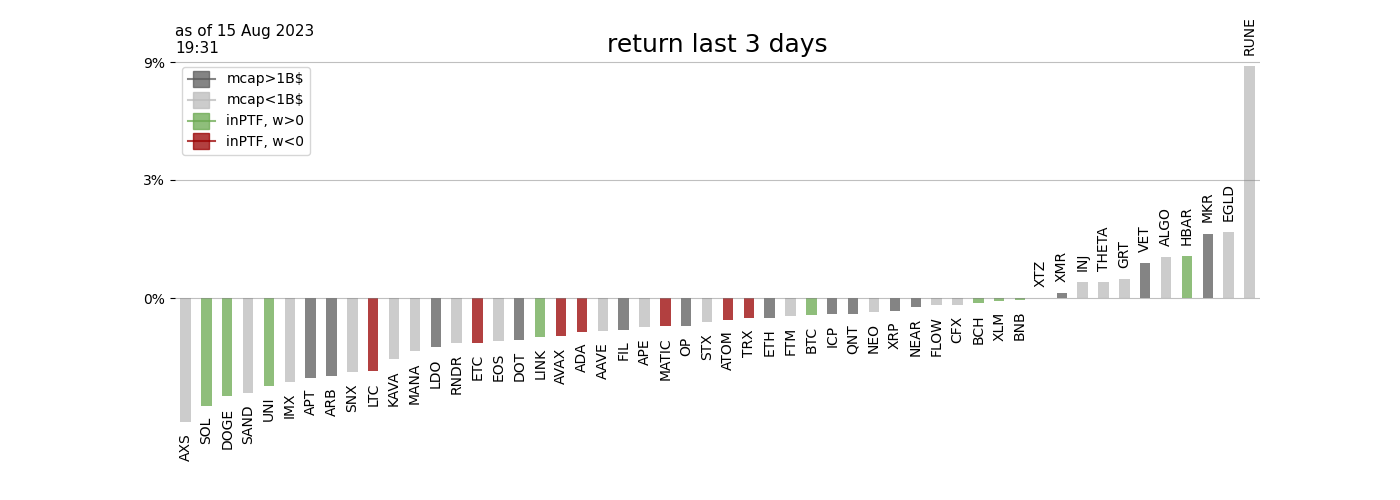 as of 15 Aug 2023
19:31
return last 3 days
9%
3%
0%
mcap>1B$
mcap<1B$
inPTF, w>0
inPTF, w<0
AXS
SOL
DOGE
SAND
UNI
IMX
APT
ARB
SNX
LTC
KAVA
MANA
LDO
RNDR
ETC
EOS
DOT
LINK
AVAX
ADA
AAVE
FIL
APE
MATIC
OP
STX
ATOM
TRX
ETH
FTM
BTC
ICP
QNT
NEO
XRP
NEAR
FLOW
CFX
BCH
XLM
BNB
XTZ
XMR
INJ
THETA
GRT
VET
ALGO
HBAR
MKR
EGLD
RUNE